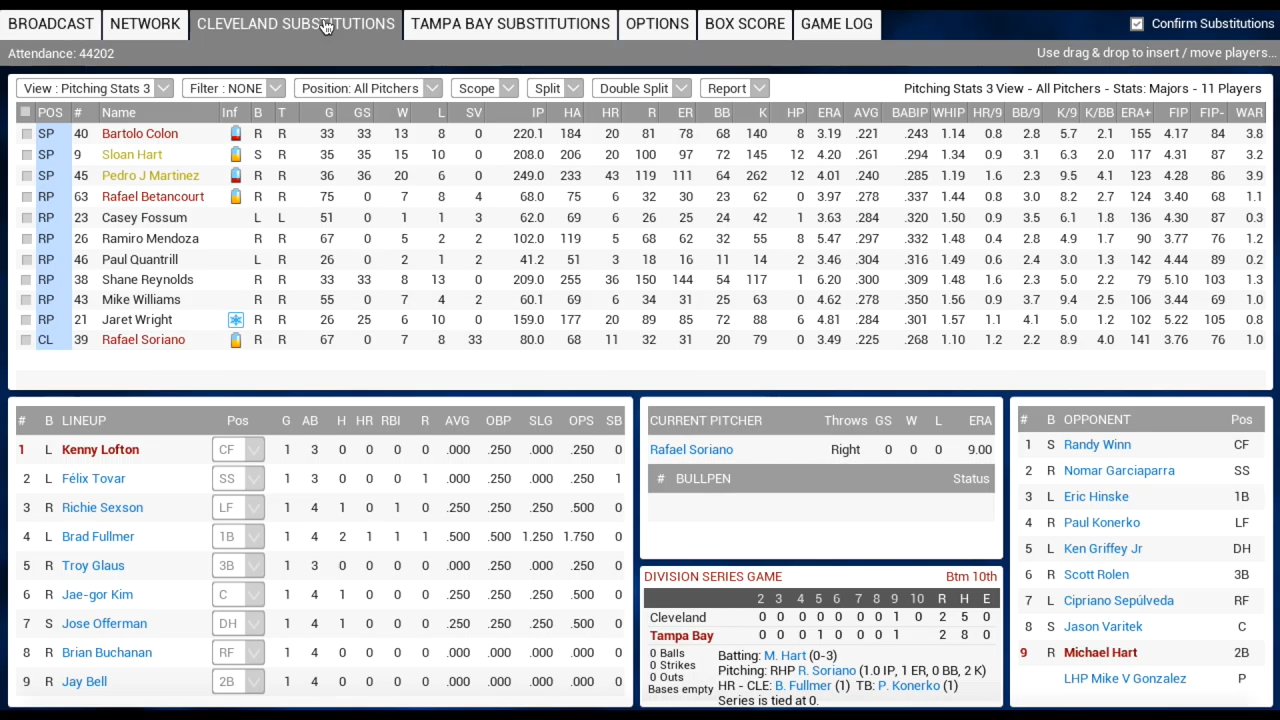 BROADCAST NETWORK CLEVELAND SUBSTITUTIONS TAMPA BAY SUBSTITUTIONS OPTIONS BOX SCORE GAME LOG Confirm Substitutions
Attendance: 44202 Use drag & drop to insert / move players...
View : Pitching Stats 3 Filter : NONE Position: All Pitchers Scope Split Double Split Report Pitching Stats 3 View - All Pitchers - Stats: Majors - 11 Players
POS # Name Inf B T G GS W L SV IP HA HR R ER BB K HP ERA AVG BABIP WHIP HR/9 BB/9 K/9 K/BB ERA+ FIP FIP- WAR
SP 40 Bartolo Colon R R 33 33 13 8 0 220.1 184 20 81 78 68 140 8 3.19 .221 .243 1.14 0.8 2.8 5.7 2.1 155 4.17 84 3.8
SP 9 Sloan Hart S R 35 35 15 10 0 208.0 206 20 100 97 72 145 12 4.20 .261 .294 1.34 0.9 3.1 6.3 2.0 117 4.31 87 3.2
SP 45 Pedro J Martinez R R 36 36 20 6 0 249.0 233 43 119 111 64 262 12 4.01 .240 .285 1.19 1.6 2.3 9.5 4.1 123 4.28 86 3.9
RP 63 Rafael Betancourt R R 75 0 7 8 4 68.0 75 6 32 30 23 62 0 3.97 .278 .337 1.44 0.8 3.0 8.2 2.7 124 3.40 68 1.1
RP 23 Casey Fossum L L 51 0 1 1 3 62.0 69 6 26 25 24 42 1 3.63 .284 .320 1.50 0.9 3.5 6.1 1.8 136 4.30 87 0.3
RP 26 Ramiro Mendoza R R 67 0 5 2 2 102.0 119 5 68 62 32 55 8 5.47 .297 .332 1.48 0.4 2.8 4.9 1.7 90 3.77 76 1.2
RP 46 Paul Quantrill L R 26 0 2 1 2 41.2 51 3 18 16 11 14 2 3.46 .304 .316 1.49 0.6 2.4 3.0 1.3 142 4.44 89 0.2
RP 38 Shane Reynolds R R 33 33 8 13 0 209.0 255 36 150 144 54 117 1 6.20 .300 .309 1.48 1.6 2.3 5.0 2.2 79 5.10 103 1.3
RP 43 Mike Williams R R 55 0 7 4 2 60.1 69 6 34 31 25 63 0 4.62 .278 .350 1.56 0.9 3.7 9.4 2.5 106 3.44 69 1.0
RP 21 Jaret Wright R R 26 25 6 10 0 159.0 177 20 89 85 72 88 6 4.81 .284 .301 1.57 1.1 4.1 5.0 1.2 102 5.22 105 0.8
CL 39 Rafael Soriano R R 67 0 7 8 33 80.0 68 11 32 31 20 79 0 3.49 .225 .268 1.10 1.2 2.2 8.9 4.0 141 3.76 76 1.0
# B LINEUP Pos G AB H HR RBI R AVG OBP SLG OPS SB
1 L Kenny Lofton CF 1 3 0 0 0 0 .000 .250 .000 .250 0
2 L Félix Tovar SS 1 3 0 0 0 1 .000 .250 .000 .250 1
3 R Richie Sexson LF 1 4 1 0 1 0 .250 .250 .250 .500 0
4 L Brad Fullmer 1B 1 4 2 1 1 1 .500 .500 1.250 1.750 0
5 R Troy Glaus 3B 1 3 0 0 0 0 .000 .250 .000 .250 0
6 R Jae-gor Kim C 1 4 1 0 0 0 .250 .250 .250 .500 0
7 S Jose Offerman DH 1 4 1 0 0 0 .250 .250 .250 .500 0
8 R Brian Buchanan RF 1 4 0 0 0 0 .000 .000 .000 .000 0
9 R Jay Bell 2B 1 4 0 0 0 0 .000 .000 .000 .000 0
CURRENT PITCHER Throws GS W L ERA
Rafael Soriano Right 0 0 0 9.00
# BULLPEN Status
DIVISION SERIES GAME Btm 10th
2 3 4 5 6 7 8 9 10 R H E
Cleveland 0 0 0 0 0 0 0 1 0 2 5 0
Tampa Bay 0 0 0 1 0 0 0 1 2 8 0
0 Balls
0 Strikes
0 Outs
Bases empty
Batting: M. Hart (0-3)
Pitching: RHP R. Soriano (1.0 IP, 1 ER, 0 BB, 2 K)
HR - CLE: B. Fullmer (1) TB: P. Konerko (1)
Series is tied at 0.
# B OPPONENT Pos
1 S Randy Winn CF
2 R Nomar Garciaparra SS
3 L Eric Hinske 1B
4 R Paul Konerko LF
5 L Ken Griffey Jr DH
6 R Scott Rolen 3B
7 L Cipriano Sepúlveda RF
8 S Jason Varitek C
9 R Michael Hart 2B
LHP Mike V Gonzalez P